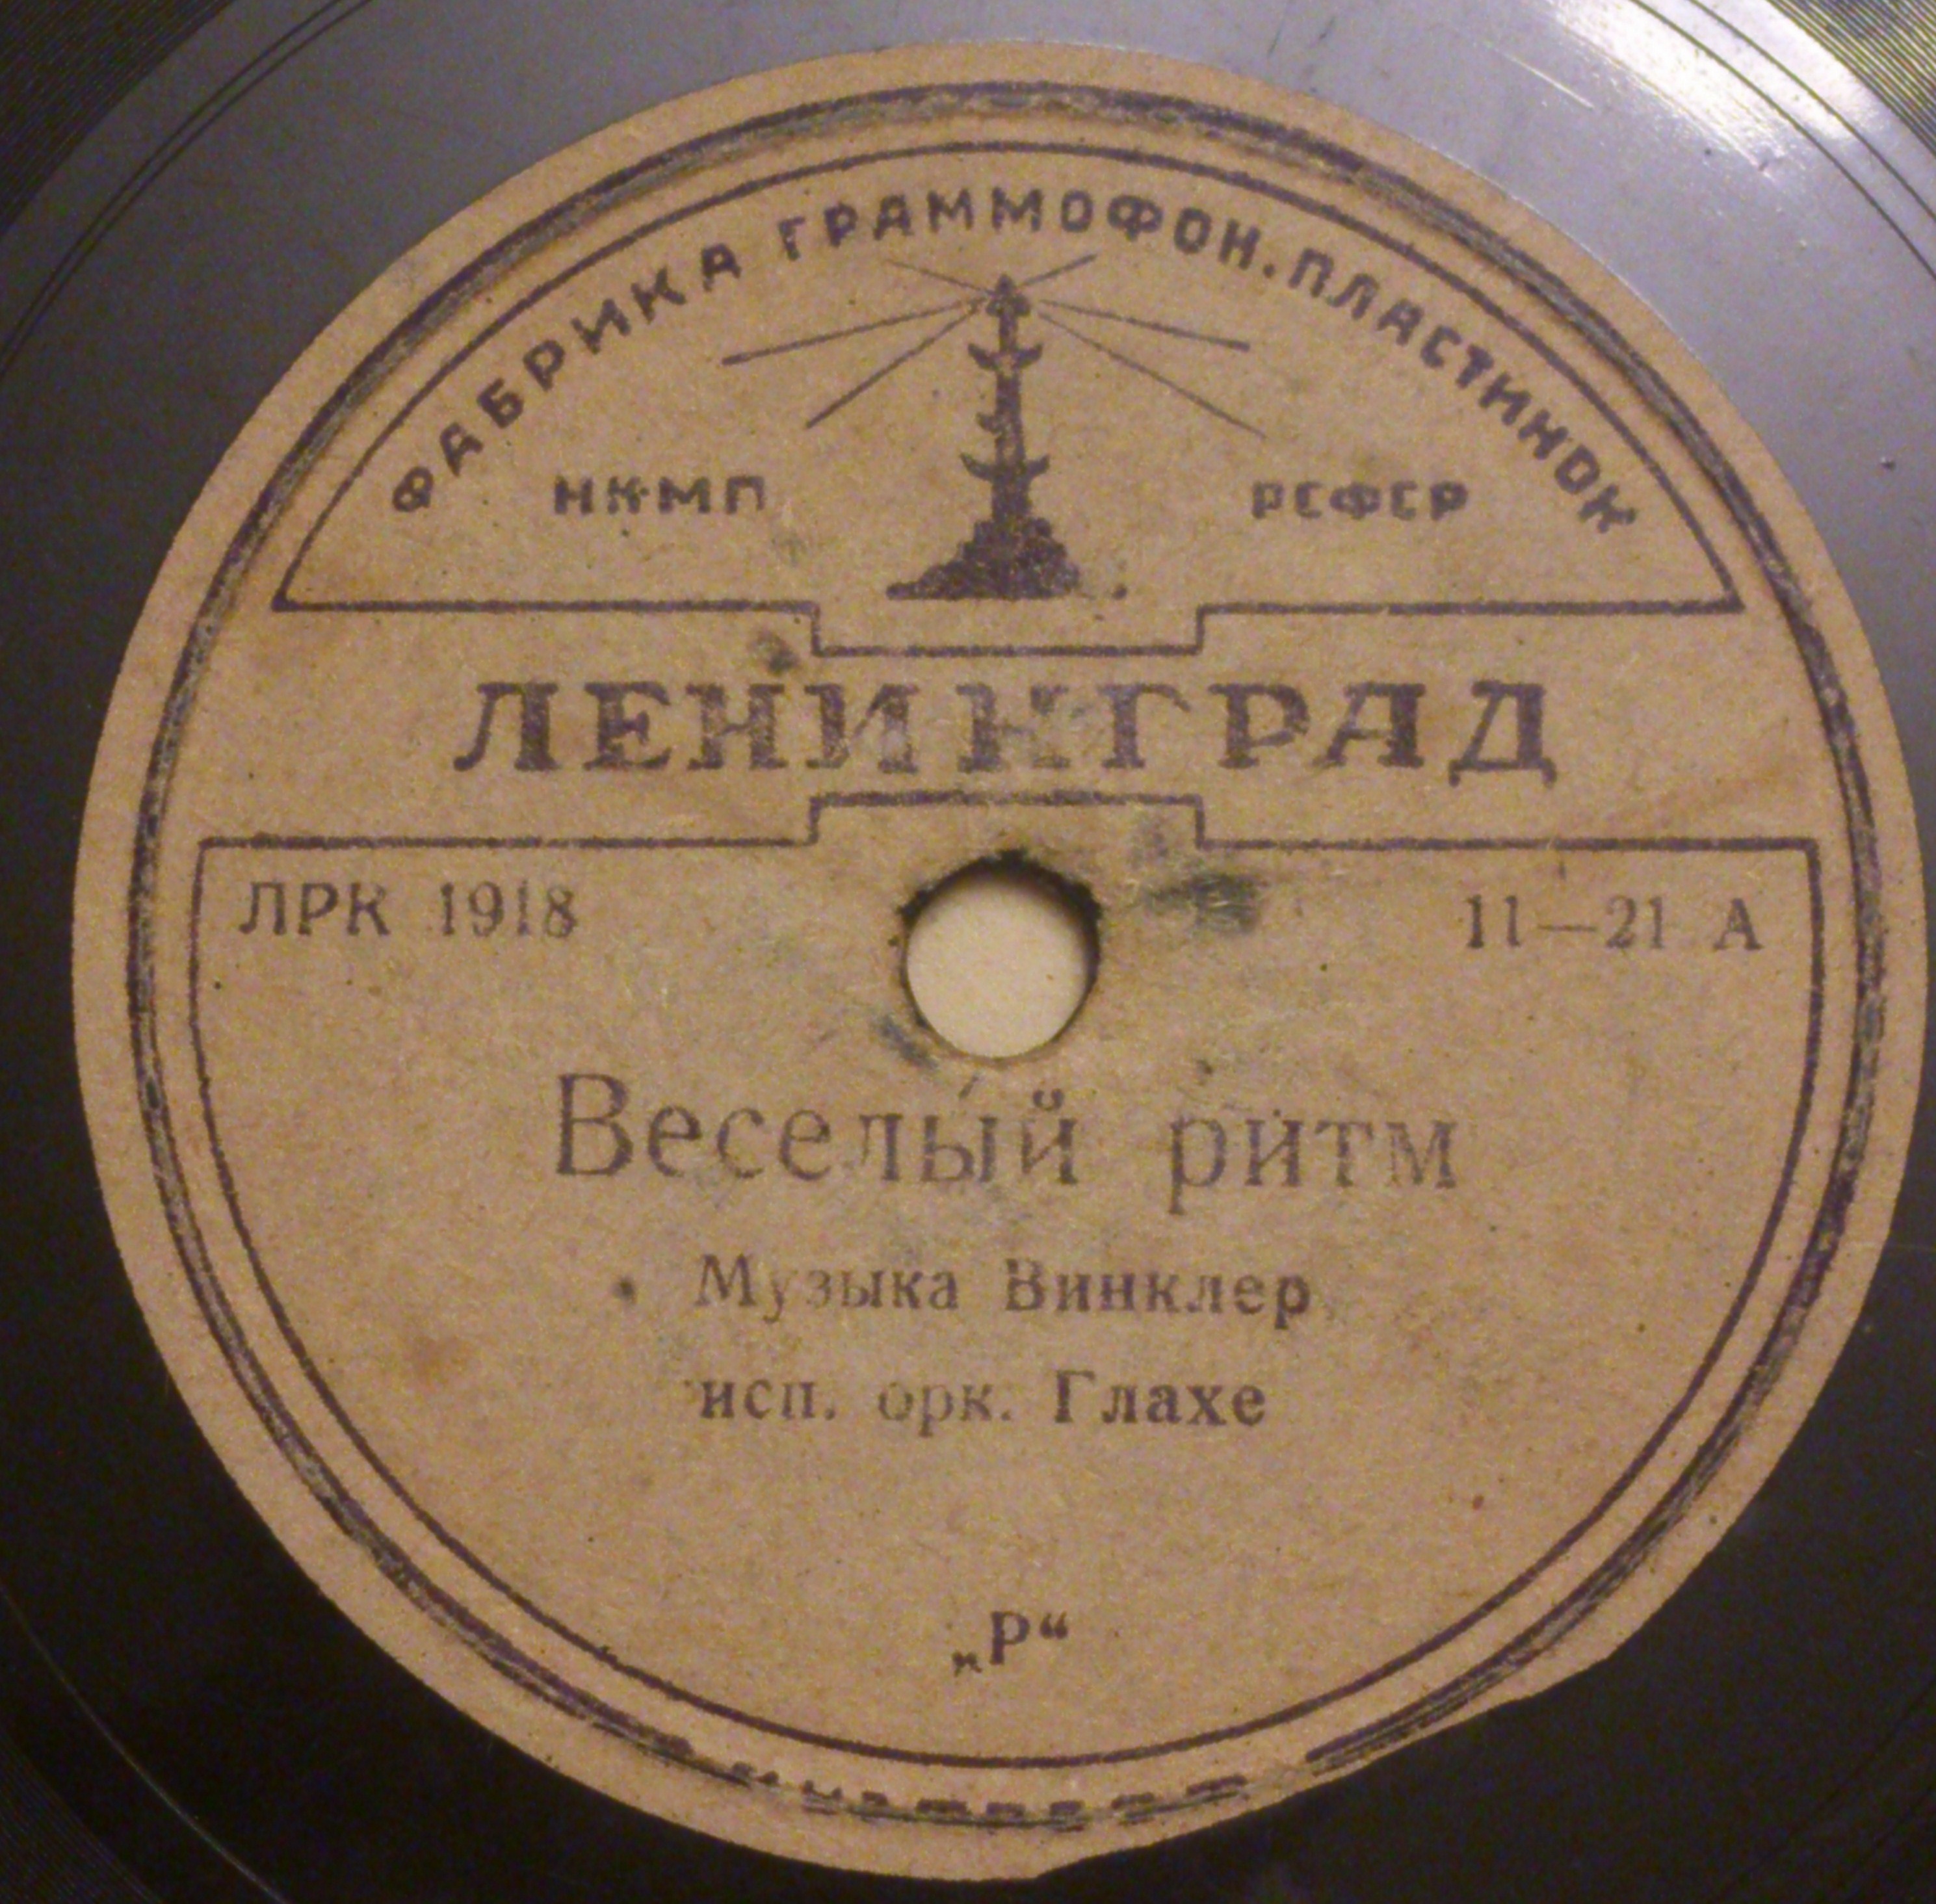 ФАБРИКА ГРАММОФОН. ПЛАСТИНОК
НКМП РСФСР
ЛЕНИНГРАД
ЛРК 1918 11—21 А
Веселый ритм
Музыка Винклер
исп. орк. Глахе
„Р“